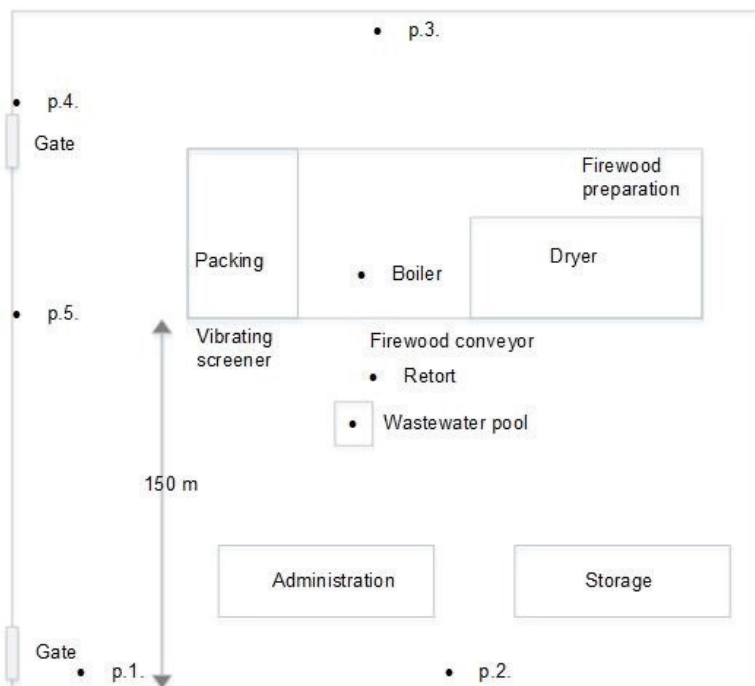 p.3.
p.4.
Gate
Firewood
preparation
Packing
Boiler
Dryer
p.5.
Vibrating
screener
Firewood conveyor
Retort
Wastewater pool
150 m
Administration
Storage
Gate
p.1.
p.2.